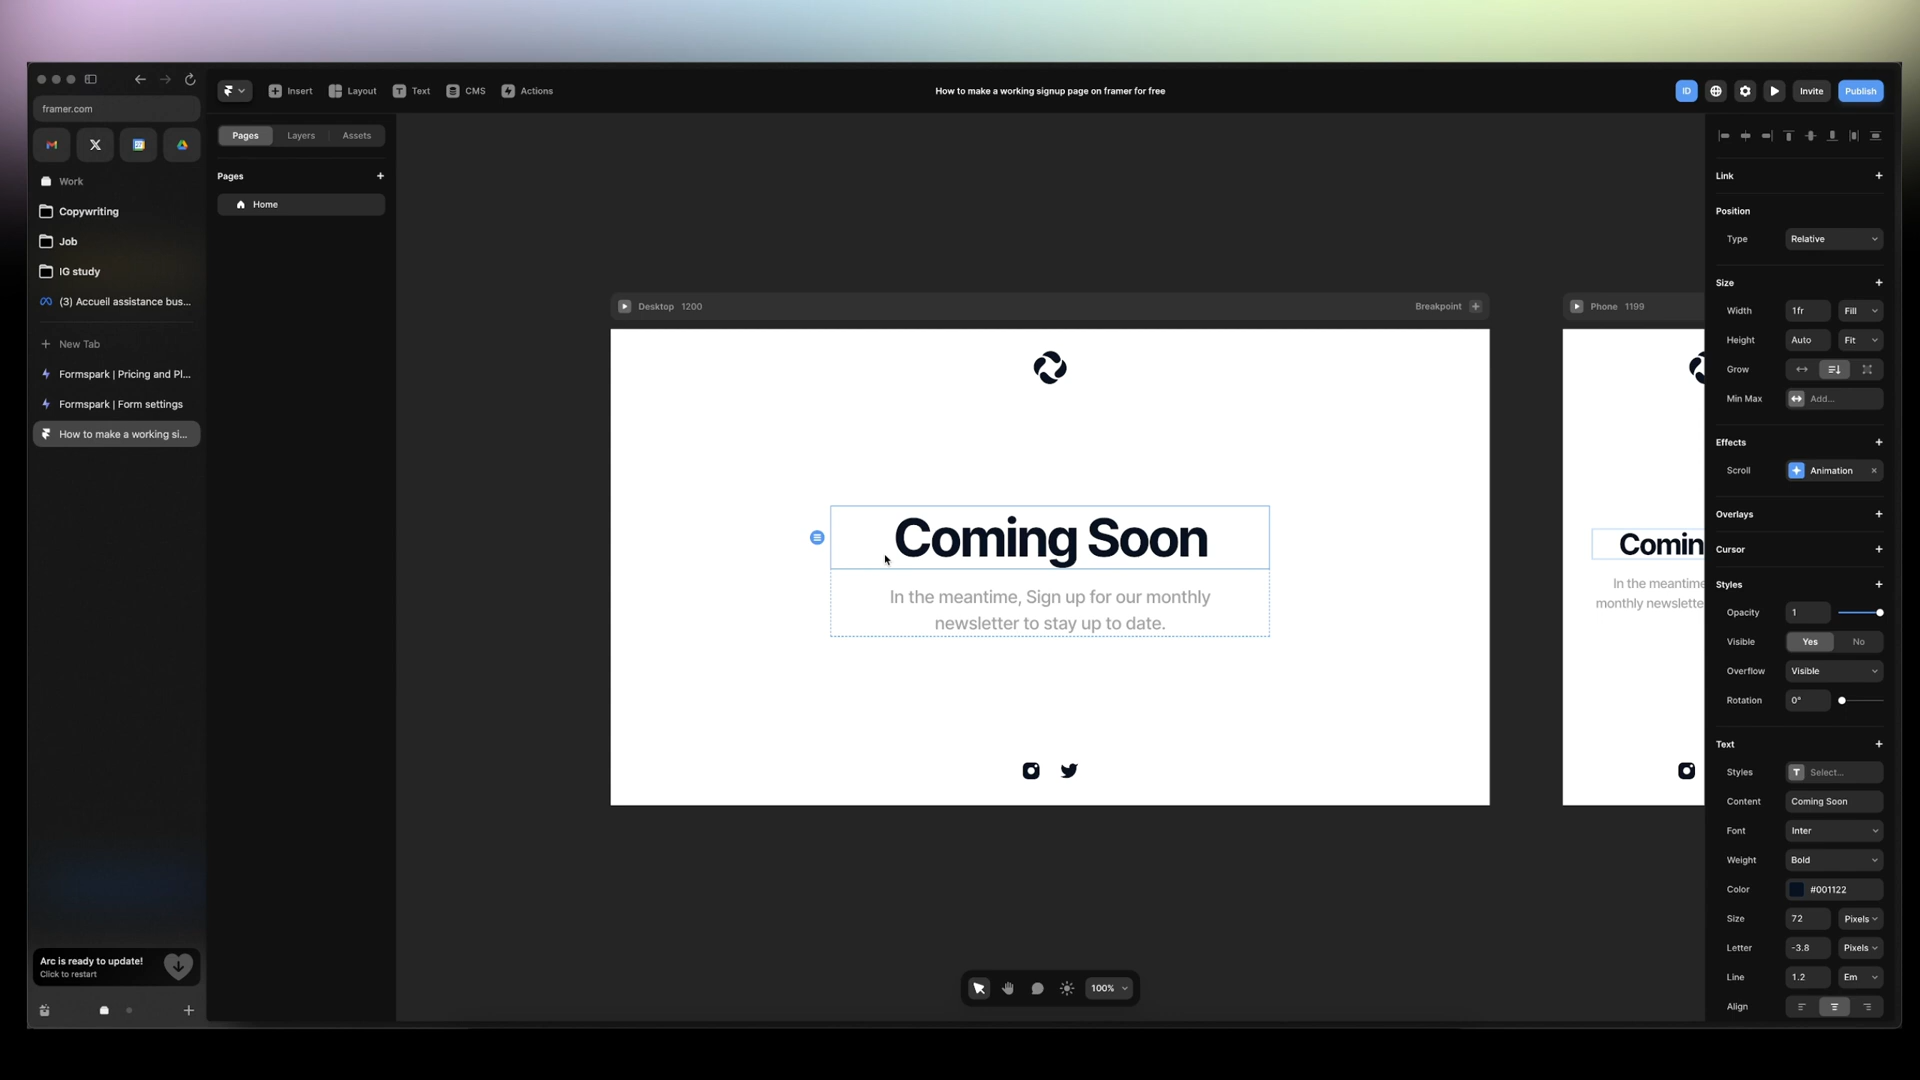 framer.com
Work
Copywriting
Job
IG study
(3) Accueil assistance bus...
New Tab
Formspark | Pricing and Pl...
Formspark | Form settings
How to make a working si...
Arc is ready to update!
Click to restart
Insert
Layout
Text
CMS
Actions
How to make a working signup page on framer for free
ID
Invite
Publish
Pages
Layers
Assets
Pages
Home
Desktop 1200
Breakpoint
Phone 1199
Coming Soon
In the meantime, Sign up for our monthly
newsletter to stay up to date.
Comin
In the meantime
monthly newslette
100%
Link
Position
Type Relative
Size
Width 1fr Fill
Height Auto Fit
Grow
Min Max Add...
Effects
Scroll Animation
Overlays
Cursor
Styles
Opacity 1
Visible Yes No
Overflow Visible
Rotation 0°
Text
Styles T Select...
Content Coming Soon
Font Inter
Weight Bold
Color #001122
Size 72 Pixels
Letter -3.8 Pixels
Line 1.2 Em
Align